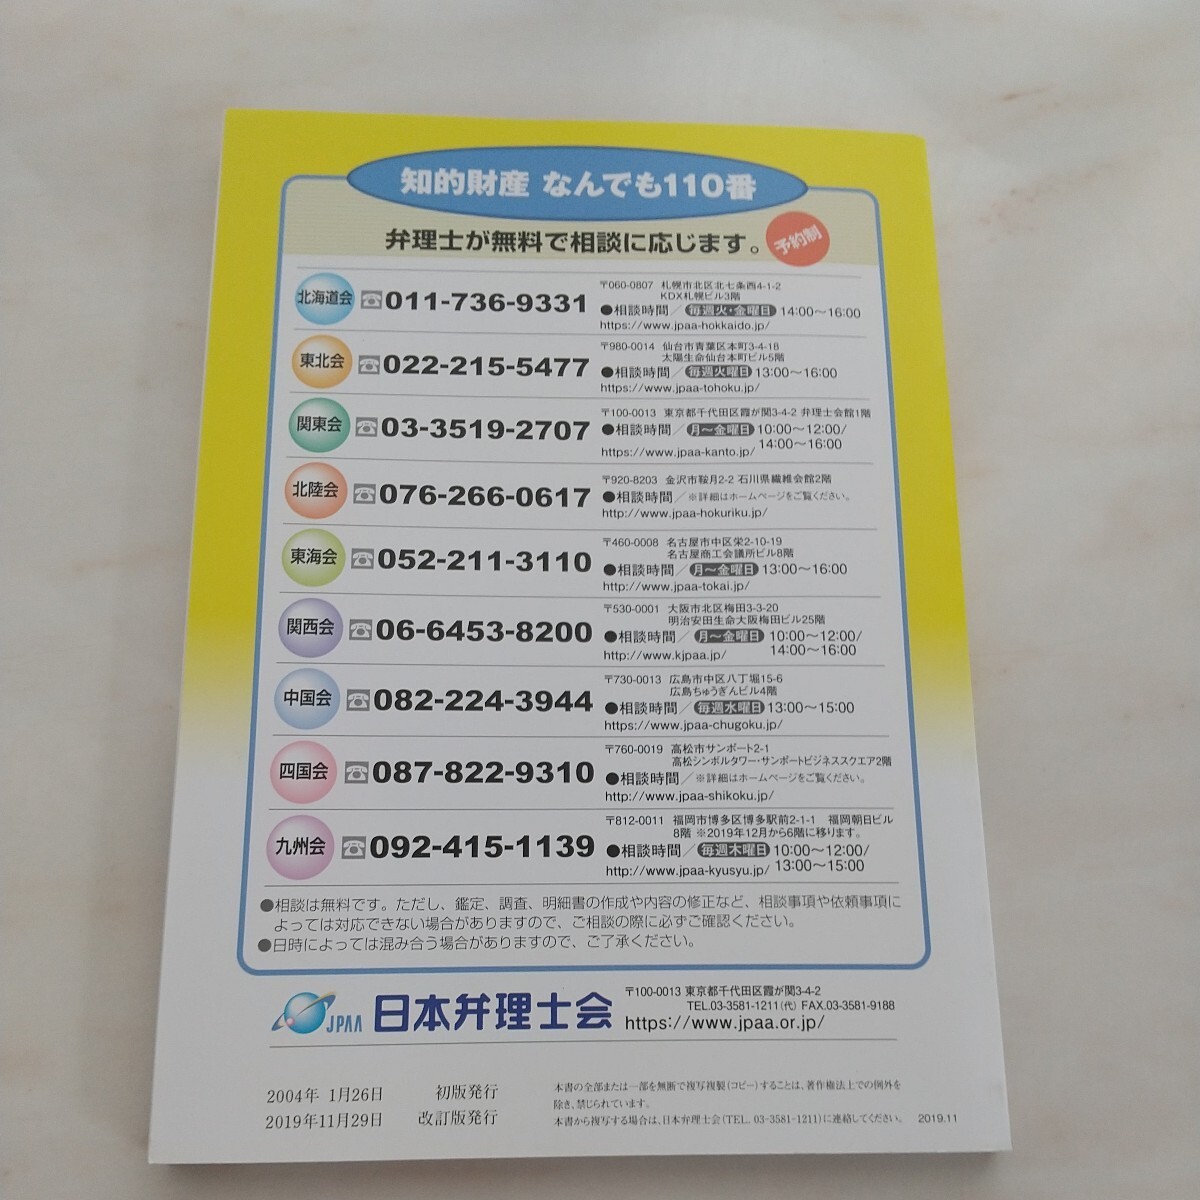 知的財産 なんでも110番
弁理士が無料で相談に応じます。 予約制
北海道会 011-736-9331
〒060-0807 札幌市北区北七条西4-1-2
KDX札幌ビル3階
●相談時間／毎週火・金曜日 14:00〜16:00
https://www.jpaa-hokkaido.jp/
東北会 022-215-5477
〒980-0014 仙台市青葉区本町3-4-18
太陽生命仙台本町ビル5階
●相談時間／毎週火曜日 13:00〜16:00
https://www.jpaa-tohoku.jp/
関東会 03-3519-2707
〒100-0013 東京都千代田区霞が関3-4-2 弁理士会館1階
●相談時間／月〜金曜日 10:00〜12:00/
14:00〜16:00
https://www.jpaa-kanto.jp/
北陸会 076-266-0617
〒920-8203 金沢市鞍月2-2 石川県繊維会館2階
●相談時間／※詳細はホームページをご覧ください。
http://www.jpaa-hokuriku.jp/
東海会 052-211-3110
〒460-0008 名古屋市中区栄2-10-19
名古屋商工会議所ビル8階
●相談時間／月〜金曜日 13:00〜16:00
http://www.jpaa-tokai.jp/
関西会 06-6453-8200
〒530-0001 大阪市北区梅田3-3-20
明治安田生命大阪梅田ビル25階
●相談時間／月〜金曜日 10:00〜12:00/
14:00〜16:00
http://www.kjpaa.jp/
中国会 082-224-3944
〒730-0013 広島市中区八丁堀15-6
広島ちゅうぎんビル4階
●相談時間／毎週水曜日 13:00〜15:00
https://www.jpaa-chugoku.jp/
四国会 087-822-9310
〒760-0019 高松市サンポート2-1
高松シンボルタワー・サンポートビジネススクエア2階
●相談時間／※詳細はホームページをご覧ください。
http://www.jpaa-shikoku.jp/
九州会 092-415-1139
〒812-0011 福岡市博多区博多駅前2-1-1 福岡朝日ビル
8階 ※2019年12月から6階に移ります。
●相談時間／毎週木曜日 10:00〜12:00/
13:00〜15:00
http://www.jpaa-kyusyu.jp/
●相談は無料です。ただし、鑑定、調査、明細書の作成や内容の修正など、相談事項や依頼事項に
よっては対応できない場合がありますので、ご相談の際に必ずご確認ください。
●日時によっては混み合う場合がありますので、ご了承ください。
JPAA 日本弁理士会
〒100-0013 東京都千代田区霞が関3-4-2
TEL.03-3581-1211(代) FAX.03-3581-9188
https://www.jpaa.or.jp/
2004年 1月26日 初版発行
2019年11月29日 改訂版発行
本書の全部または一部を無断で複写複製(コピー)することは、著作権法上での例外を
除き、禁じられています。
本書から複写する場合は、日本弁理士会(TEL. 03-3581-1211)に連絡してください。
2019.11